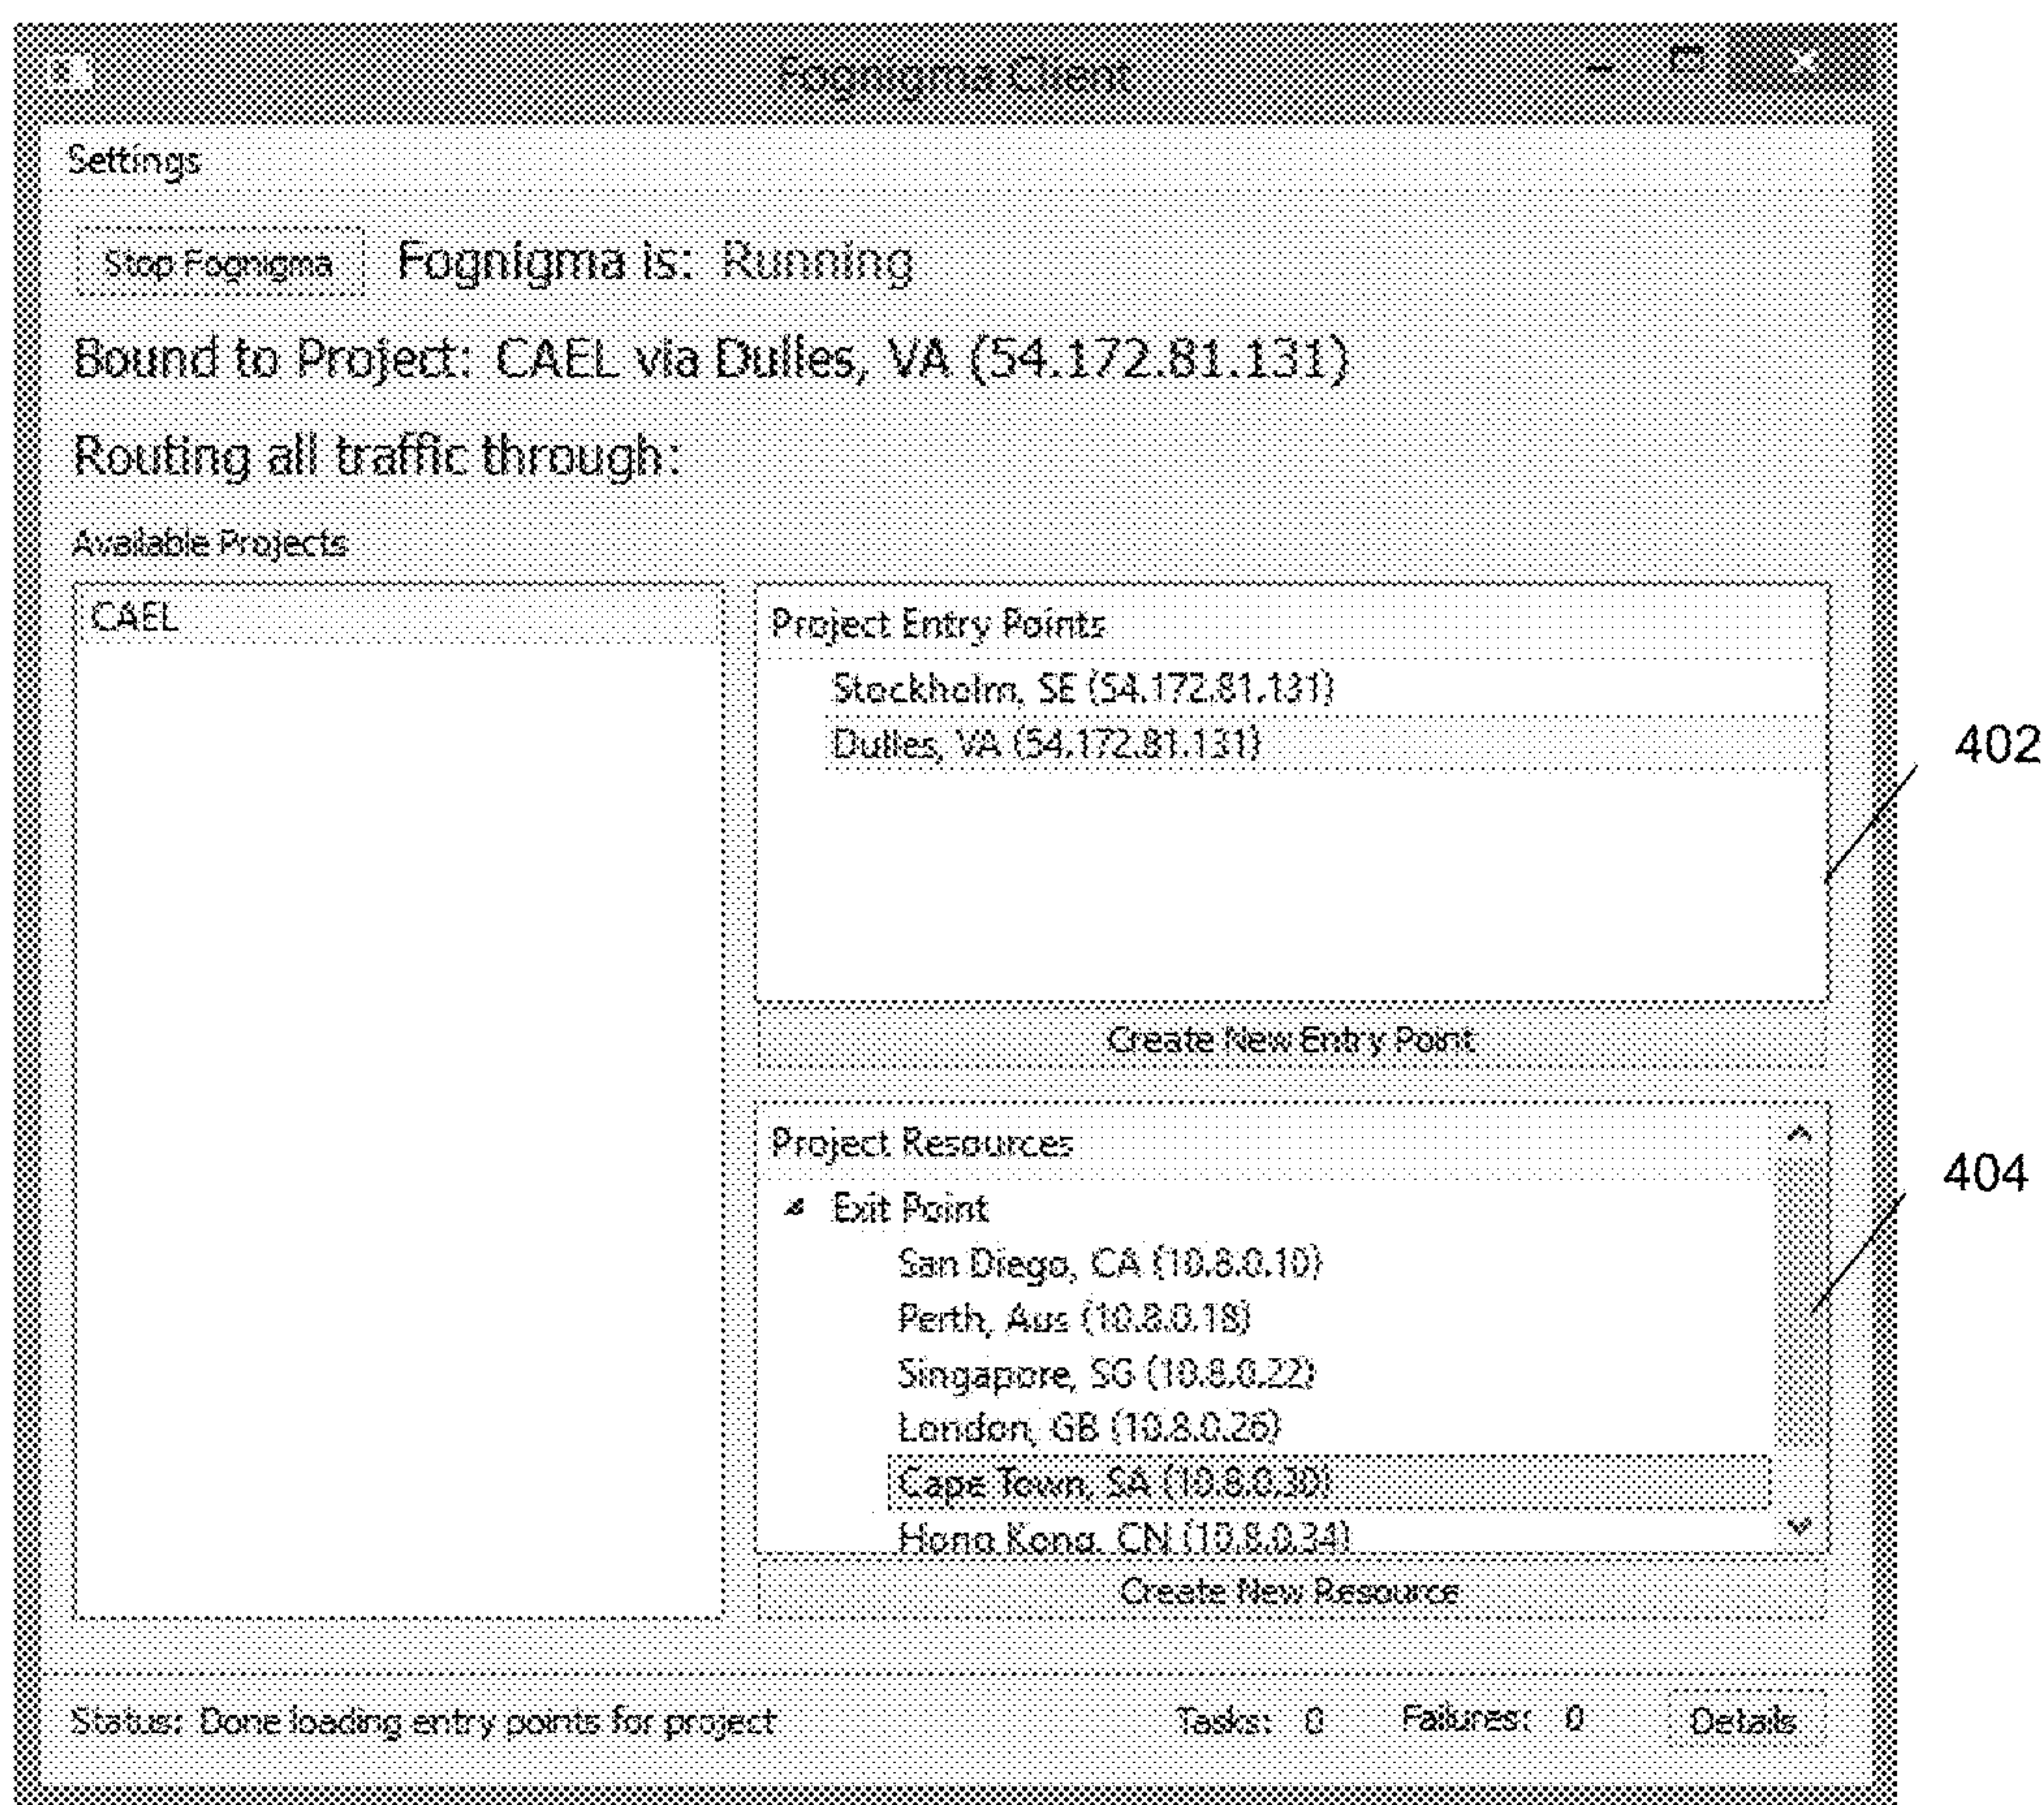 Fognigma Client
Settings
Stop Fognigma Fognigma is: Running
Bound to Project: CAEL via Dulles, VA (54.172.81.131)
Routing all traffic through:
Available Projects
CAEL
Project Entry Points
Stockholm, SE (54.172.81.131)
Dulles, VA (54.172.81.131)
402
Create New Entry Point
Project Resources
404
Exit Point
San Diego, CA (10.8.0.10)
Perth, Aus (10.8.0.18)
Singapore, SG (10.8.0.22)
London, GB (10.8.0.26)
Cape Town, SA (10.8.0.30)
Hong Kong, CN (10.8.0.34)
Create New Resource
Status: Done loading entry points for project Tasks: 0 Failures: 0 Details